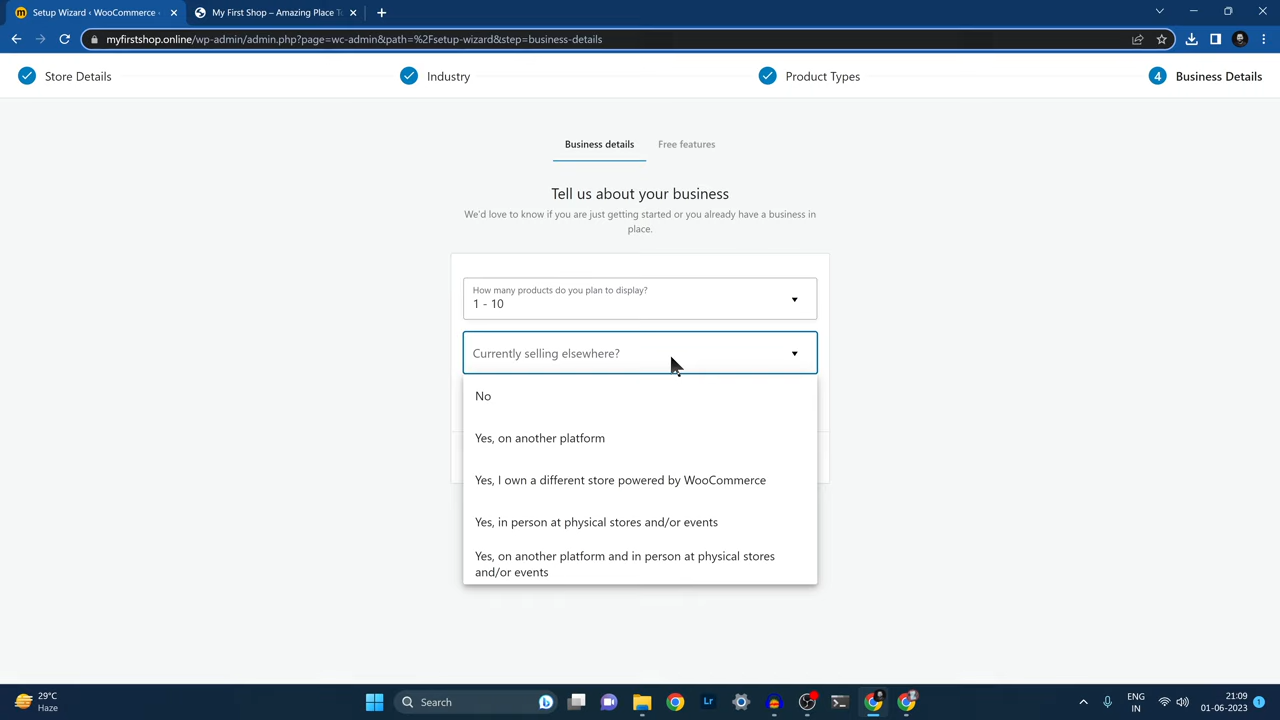 Setup Wizard ‹ WooCommerce ‹
My First Shop – Amazing Place To
myfirstshop.online/wp-admin/admin.php?page=wc-admin&path=%2Fsetup-wizard&step=business-details
Store Details
Industry
Product Types
4 Business Details
Business details
Free features
Tell us about your business
We'd love to know if you are just getting started or you already have a business in
place.
How many products do you plan to display?
1 - 10
Currently selling elsewhere?
No
Yes, on another platform
Yes, I own a different store powered by WooCommerce
Yes, in person at physical stores and/or events
Yes, on another platform and in person at physical stores
and/or events
29°C
Haze
Search
Lr
ENG
IN
21:09
01-06-2023
1